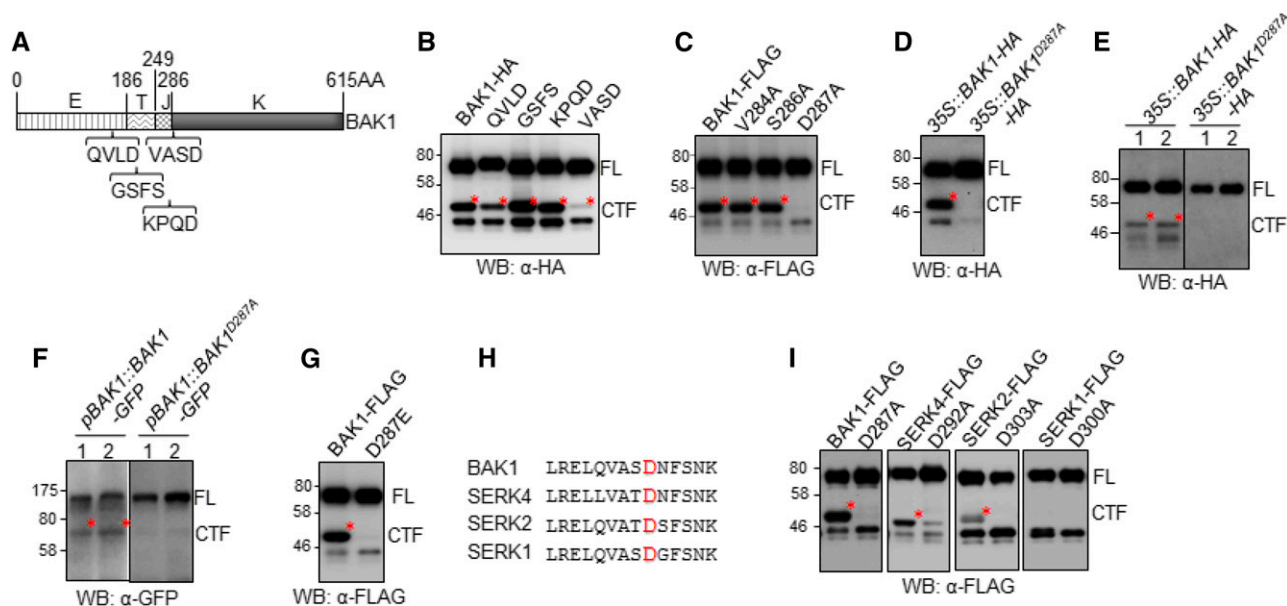 A
0 186 249 286 615AA
E T J K BAK1
QVLD VASD
GSFS
KPQD
B
BAK1-HA QVLD GSFS KPQD VASD
80
58
46
FL
CTF
WB: α-HA
C
BAK1-FLAG V284A S286A D287A
80
58
46
FL
CTF
WB: α-FLAG
D
35S::BAK1-HA 35S::BAK1D287A-HA
80
58
46
FL
CTF
WB: α-HA
E
35S::BAK1-HA 35S::BAK1D287A-HA
1 2 1 2
80
58
46
FL
CTF
WB: α-HA
F
pBAK1::BAK1-GFP pBAK1::BAK1D287A-GFP
1 2 1 2
175
80
58
FL
CTF
WB: α-GFP
G
BAK1-FLAG D287E
80
58
46
FL
CTF
WB: α-FLAG
H
BAK1 LRELQVASDNFSNK
SERK4 LRELLVATDNFSNK
SERK2 LRELQVATDSFSNK
SERK1 LRELQVASDGFSNK
I
BAK1-FLAG D287A SERK4-FLAG D292A SERK2-FLAG D303A SERK1-FLAG D300A
80
58
46
FL
CTF
WB: α-FLAG